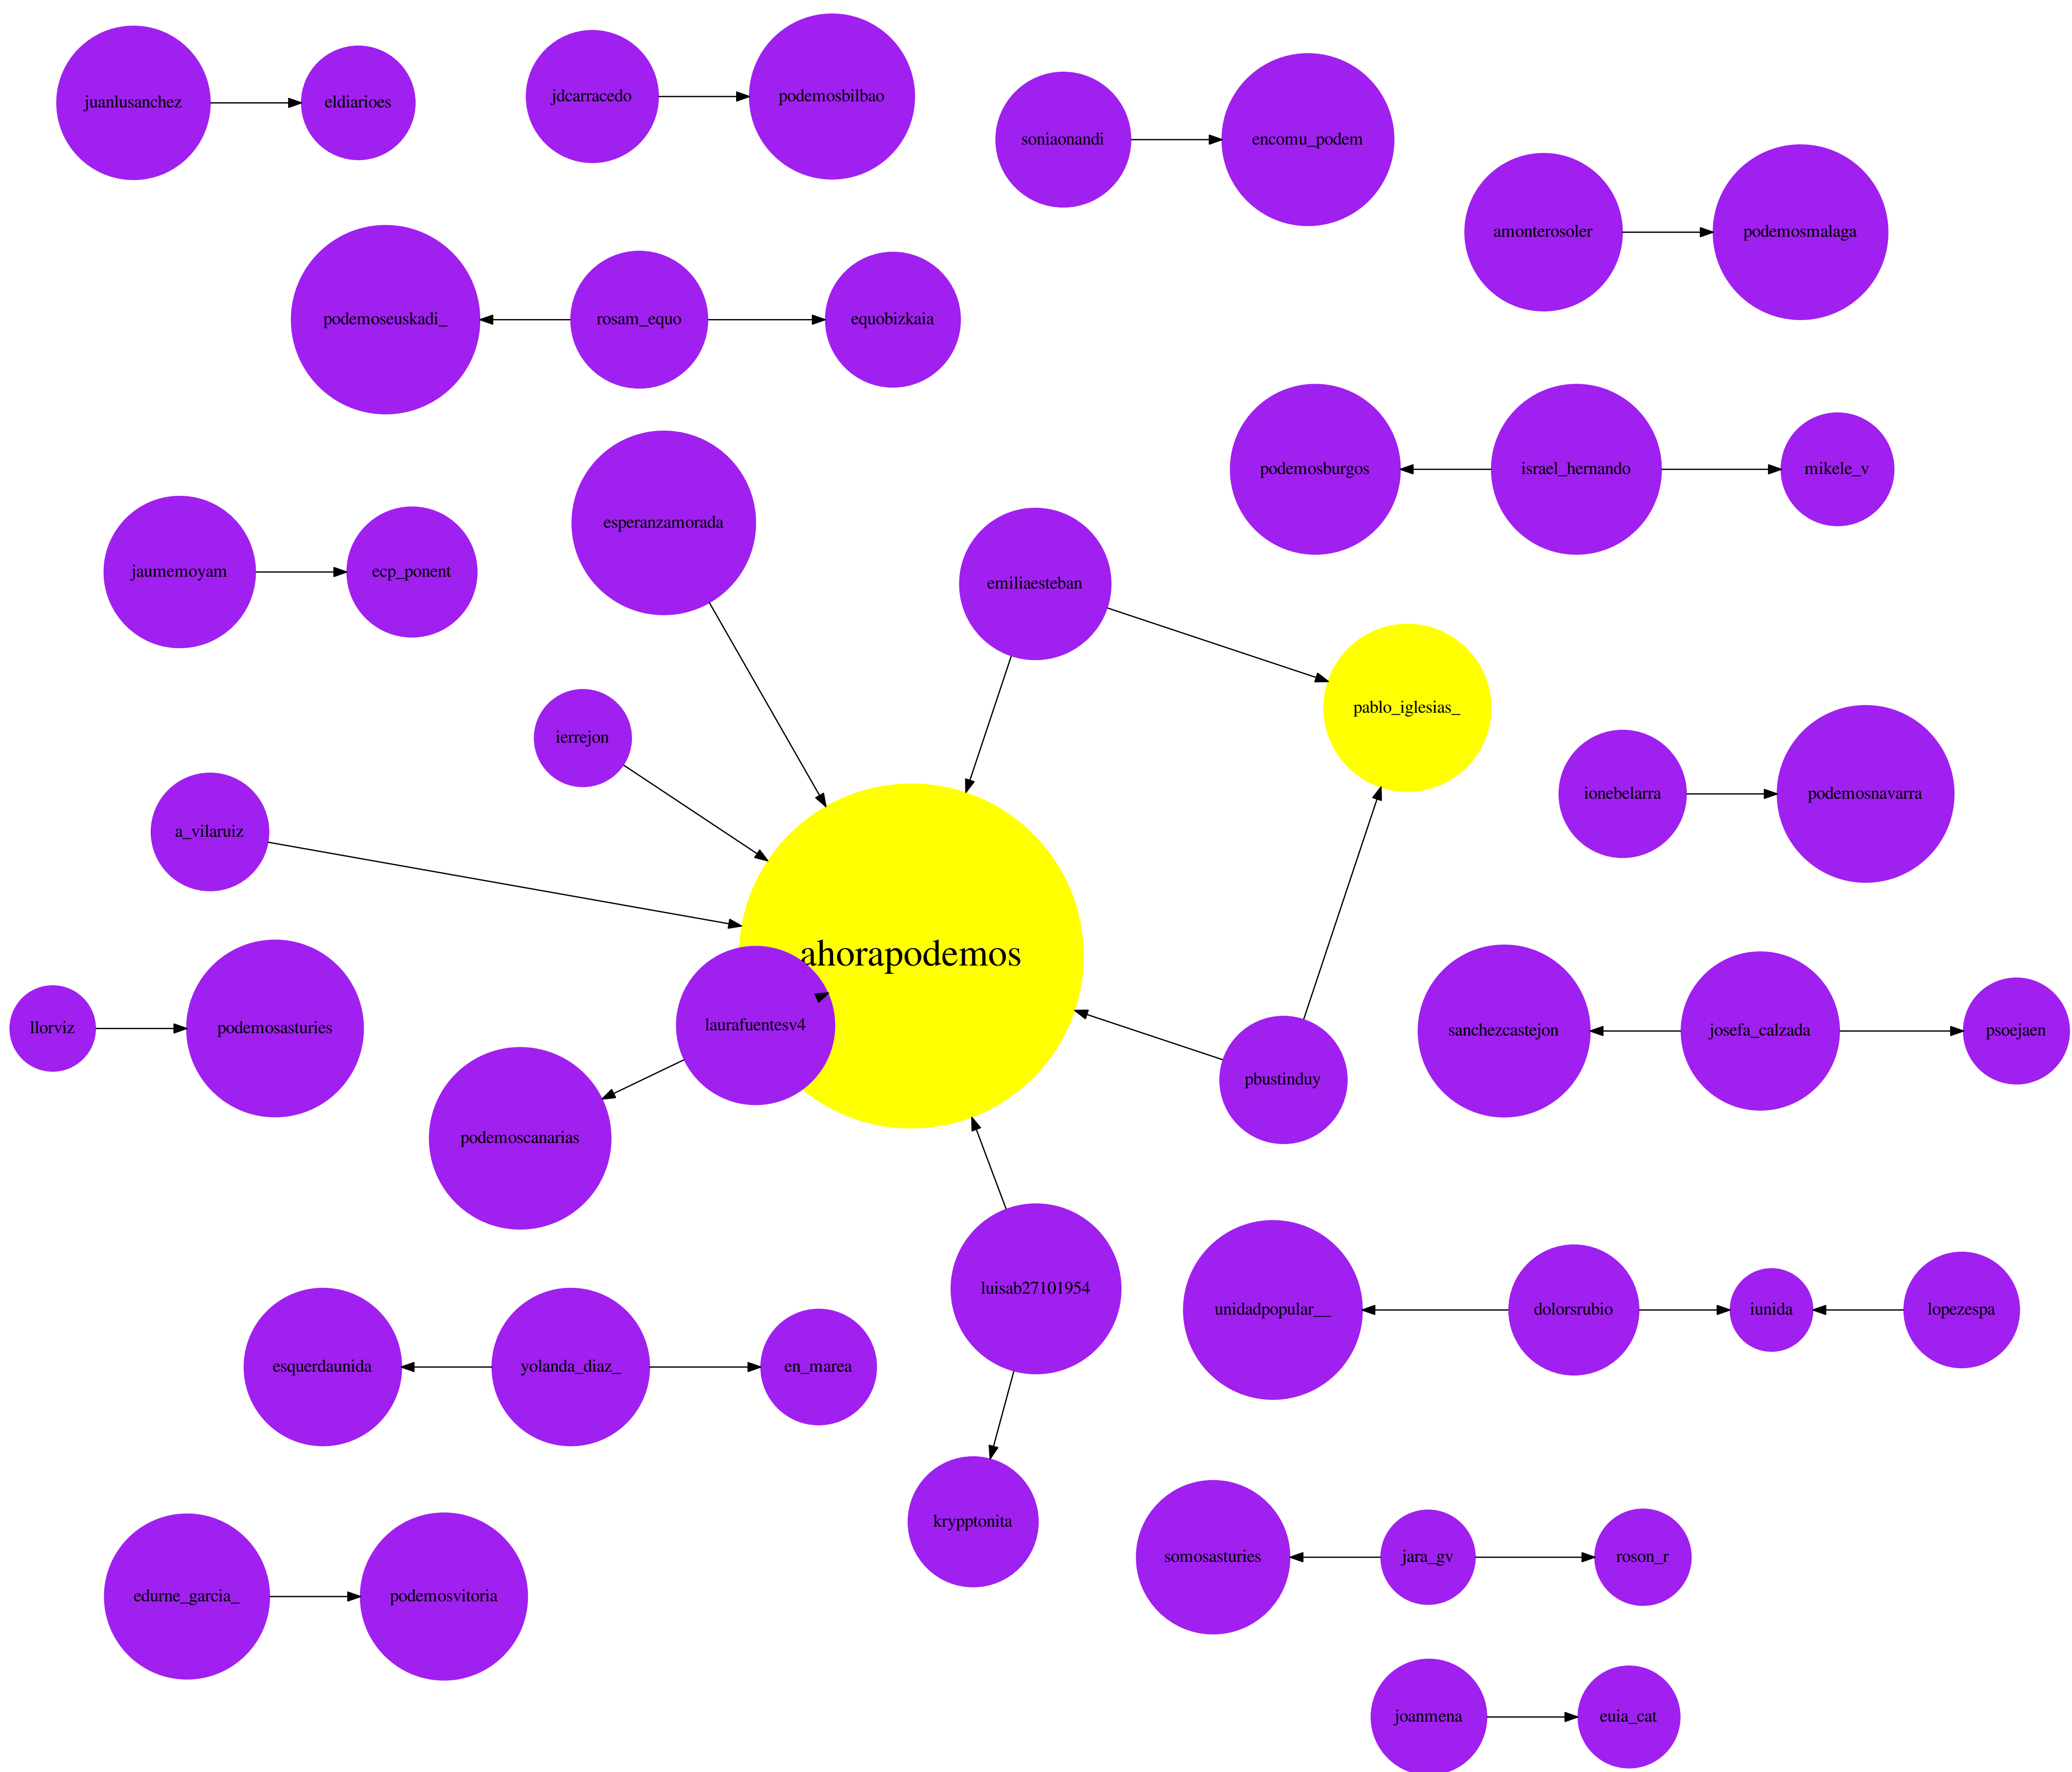 juanlusanchez
eldiarioes
jdcarracedo
podemosbilbao
soniaonandi
encomu_podem
amonterosoler
podemosmalaga
podemoseuskadi_
rosam_equo
equobizkaia
podemosburgos
israel_hernando
mikele_v
esperanzamorada
jaumemoyam
ecp_ponent
emiliaesteban
pablo_iglesias_
ierrejon
ionebelarra
podemosnavarra
a_vilaruiz
ahorapodemos
llorviz
podemosasturies
laurafuentesv4
sanchezcastejon
josefa_calzada
psoejaen
pbustinduy
podemoscanarias
luisab27101954
unidadpopular__
dolorsrubio
iunida
lopezespa
esquerdaunida
yolanda_diaz_
en_marea
krypptonita
somosasturies
jara_gv
roson_r
edurne_garcia_
podemosvitoria
joanmena
euia_cat